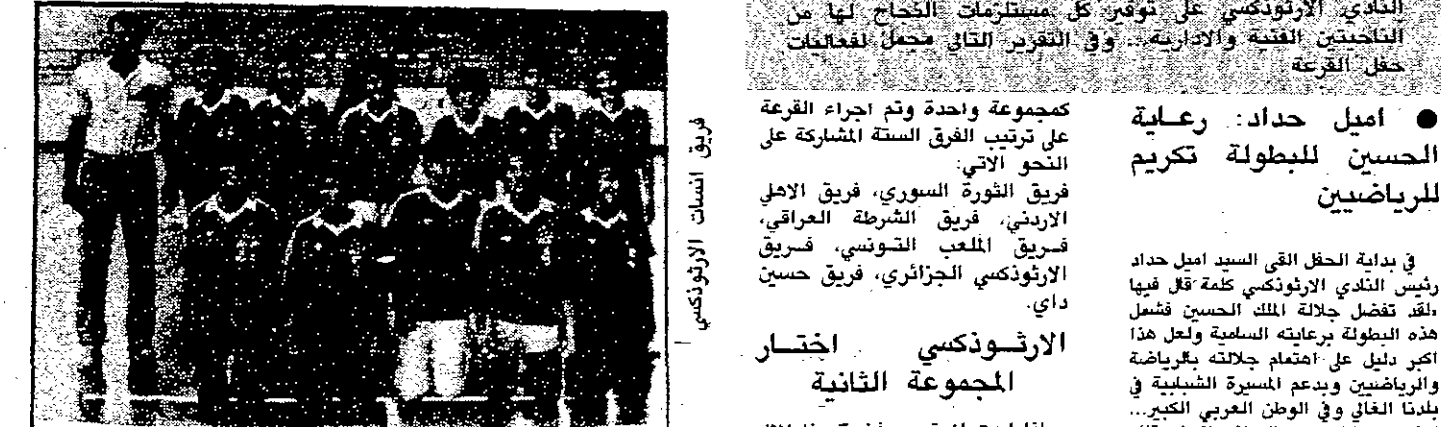 النادي الارثوذكسي على توفير كل مستلزمات النجاح لها من
الناحيتين الفنية والادارية... وفي التقرير التالي مجمل لفعاليات
حفل القرعة
● اميل حداد: رعاية
الحسين للبطولة تكريم
للرياضيين
في بداية الحفل القى السيد اميل حداد
رئيس النادي الارثوذكسي كلمة قال فيها
«لقد تفضل جلالة الملك الحسين فشمل
هذه البطولة برعايته السامية ولعل هذا
اكبر دليل على اهتمام جلالته بالرياضة
والرياضيين وبدعم المسيرة الشبابية في
بلدنا الغالي وفي الوطن العربي الكبير...
كمجموعة واحدة وتم اجراء القرعة
على ترتيب الفرق الستة المشاركة على
النحو الاتي:
فريق الثورة السوري، فريق الاهلي
الاردني، فريق الشرطة العراقي،
فريق الملعب التونسي، فريق
الارثوذكسي الجزائري، فريق حسين
داي.
الارثوذكسي اختار
المجموعة الثانية
فريق انسات الارثوذكسي